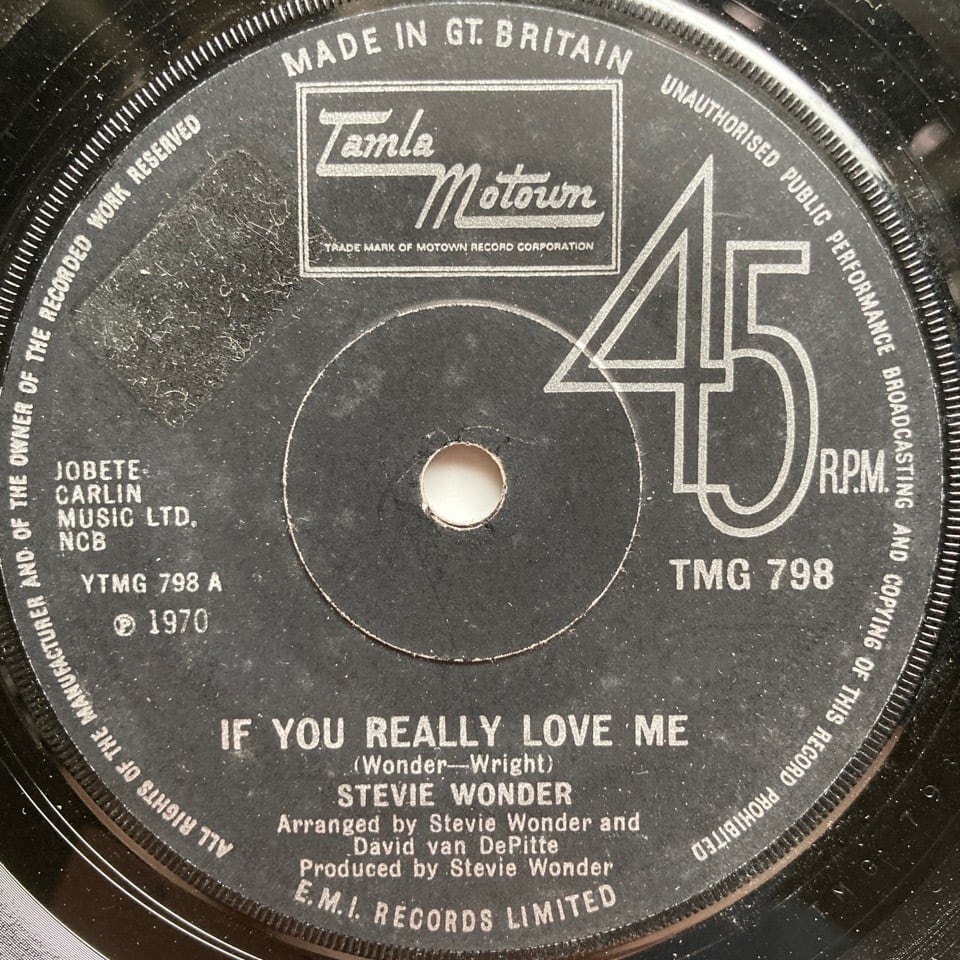 MADE IN GT. BRITAIN
UNAUTHORISED PUBLIC PERFORMANCE BROADCASTING AND COPYING OF THIS RECORD PROHIBITED
ALL RIGHTS OF THE MANUFACTURER AND OF THE OWNER OF THE RECORDED WORK RESERVED
Tamla
Motown
TRADE MARK OF MOTOWN RECORD CORPORATION
45
R.P.M.
JOBETE-
CARLIN
MUSIC LTD.
NCB
YTMG 798 A
℗ 1970
TMG 798
IF YOU REALLY LOVE ME
(Wonder—Wright)
STEVIE WONDER
Arranged by Stevie Wonder and
David van DePitte
Produced by Stevie Wonder
E.M.I. RECORDS LIMITED